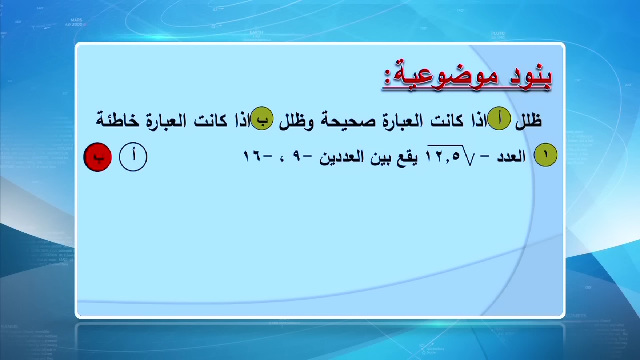 بنود موضوعية:
ظلل أ اذا كانت العبارة صحيحة وظلل ب اذا كانت العبارة خاطئة
١ العدد - √١٢,٥ يقع بين العددين -٩ ، -١٦ أ ب